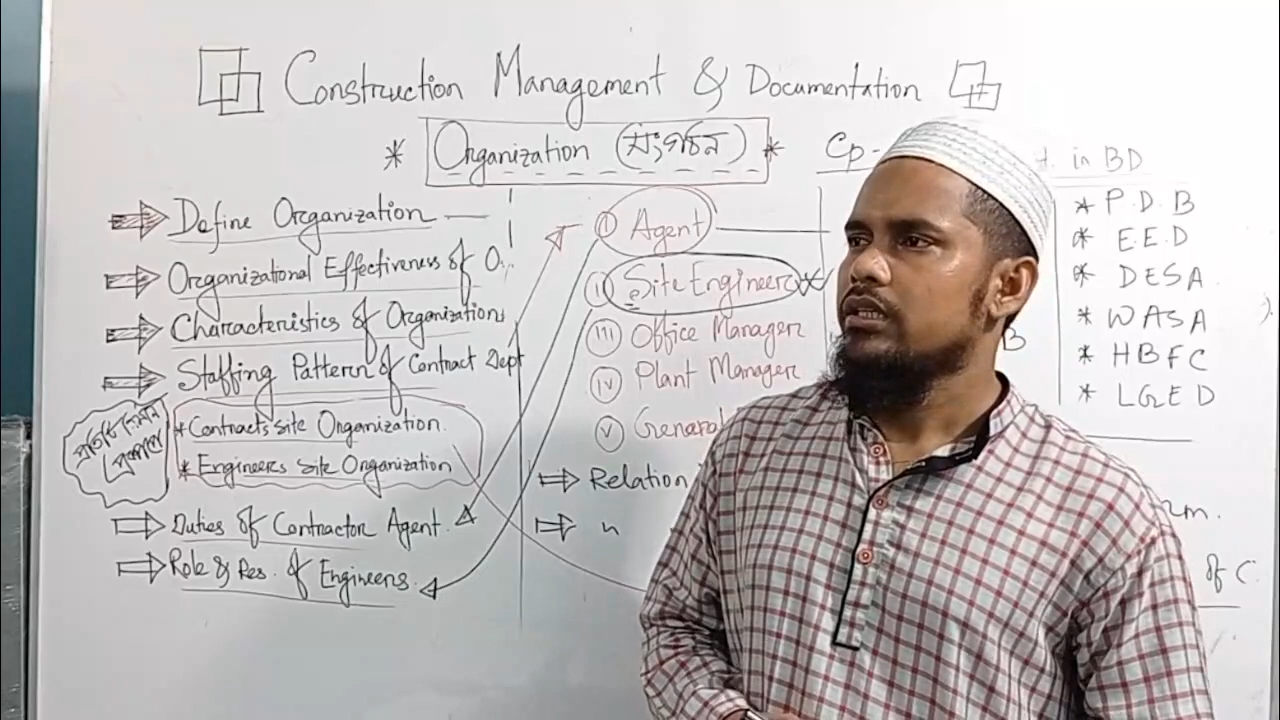 Construction Management & Documentation
* Organization (সংগঠন) *
Define Organization
Organizational Effectiveness of O.
Characteristics of Organizations
Staffing Pattern of Contract Dept
* Contracts site Organization.
* Engineers Site Organization
Duties of Contractor Agent.
Role & Res. of Engineers.
I Agent
II Site Engineer
III Office Manager
IV Plant Manager
V General
Relation
"
Cp-
in BD
B
* P.D.B
* E.E.D
* DESA
* WASA
* HBFC
* LGED
of C.